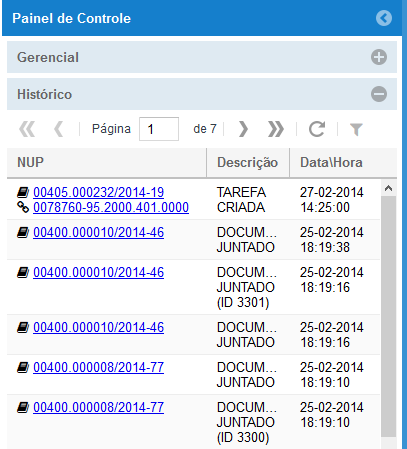 Painel de Controle
Gerencial
Histórico
Página 1 de 7
NUP Descrição Data\Hora
00405.000232/2014-19 TAREFA 27-02-2014
0078760-95.2000.401.0000 CRIADA 14:25:00
00400.000010/2014-46 DOCUM... 25-02-2014
JUNTADO 18:19:38
00400.000010/2014-46 DOCUM... 25-02-2014
JUNTADO 18:19:16
(ID 3301)
00400.000010/2014-46 DOCUM... 25-02-2014
JUNTADO 18:19:16
00400.000008/2014-77 DOCUM... 25-02-2014
JUNTADO 18:19:10
00400.000008/2014-77 DOCUM... 25-02-2014
JUNTADO 18:19:10
(ID 3300)